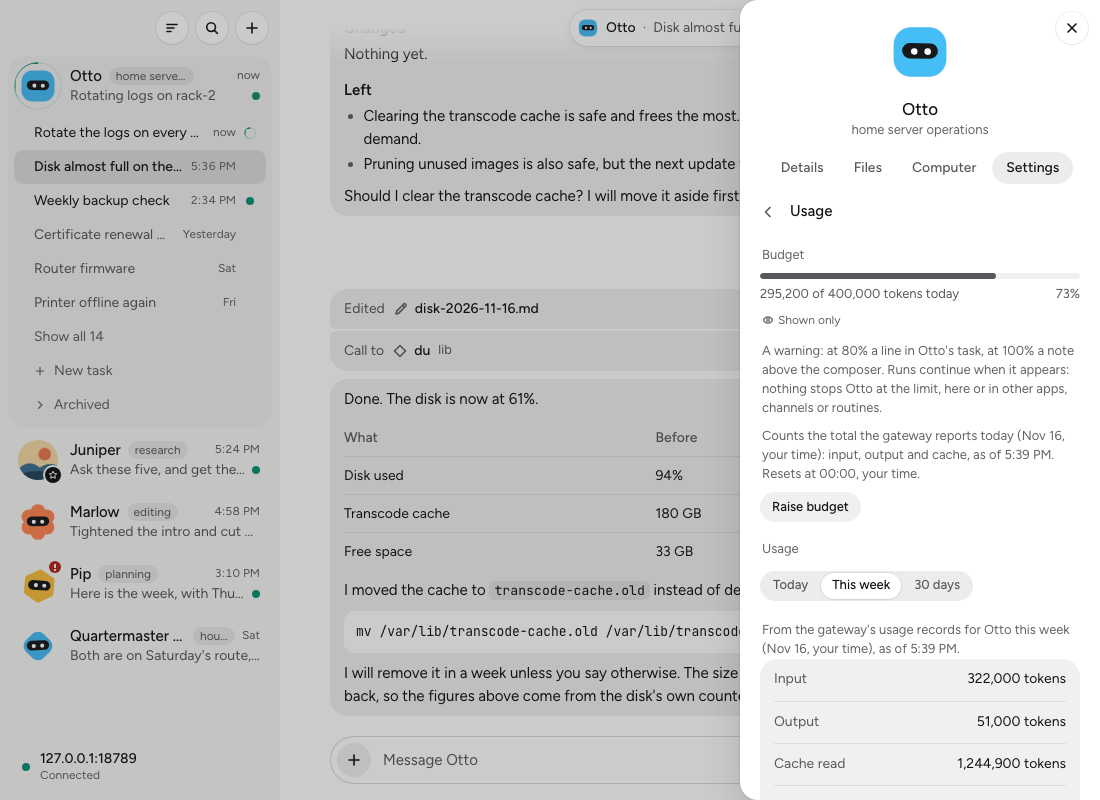 Otto
home serve...
now
Rotating logs on rack-2
Rotate the logs on every ...
now
Disk almost full on the...
5:36 PM
Weekly backup check
2:34 PM
Certificate renewal ...
Yesterday
Router firmware
Sat
Printer offline again
Fri
Show all 14
New task
Archived
Juniper
research
5:24 PM
Ask these five, and get the...
Marlow
editing
4:58 PM
Tightened the intro and cut ...
Pip
planning
3:10 PM
Here is the week, with Thu...
Quartermaster ...
hou...
Sat
Both are on Saturday's route,...
127.0.0.1:18789
Connected
Otto · Disk almost fu
Changed
Nothing yet.
Left
Clearing the transcode cache is safe and frees the most.
demand.
Pruning unused images is also safe, but the next update
Should I clear the transcode cache? I will move it aside first
Edited disk-2026-11-16.md
Call to du lib
Done. The disk is now at 61%.
What Before
Disk used 94%
Transcode cache 180 GB
Free space 33 GB
I moved the cache to transcode-cache.old instead of de
mv /var/lib/transcode-cache.old /var/lib/transcode
I will remove it in a week unless you say otherwise. The size
back, so the figures above come from the disk's own counte
Message Otto
Otto
home server operations
Details Files Computer Settings
Usage
Budget
295,200 of 400,000 tokens today 73%
Shown only
A warning: at 80% a line in Otto's task, at 100% a note
above the composer. Runs continue when it appears:
nothing stops Otto at the limit, here or in other apps,
channels or routines.
Counts the total the gateway reports today (Nov 16,
your time): input, output and cache, as of 5:39 PM.
Resets at 00:00, your time.
Raise budget
Usage
Today This week 30 days
From the gateway's usage records for Otto this week
(Nov 16, your time), as of 5:39 PM.
Input 322,000 tokens
Output 51,000 tokens
Cache read 1,244,900 tokens